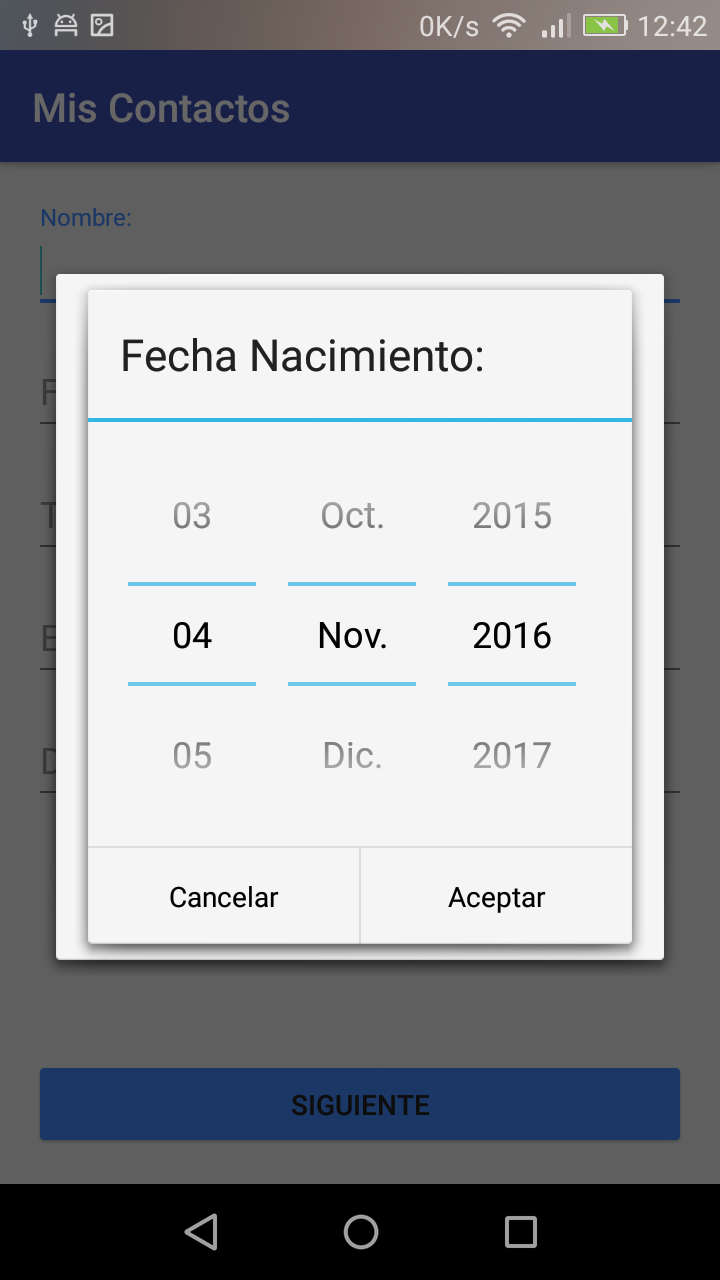 0K/s 12:42
Mis Contactos
Nombre:
Fecha Nacimiento:
03 Oct. 2015
04 Nov. 2016
05 Dic. 2017
Cancelar Aceptar
SIGUIENTE